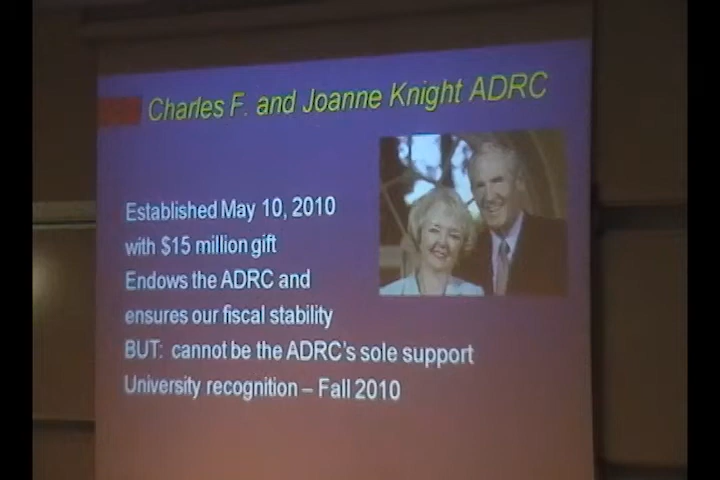 Charles F. and Joanne Knight ADRC
Established May 10, 2010
with $15 million gift
Endows the ADRC and
ensures our fiscal stability
BUT: cannot be the ADRC's sole support
University recognition – Fall 2010